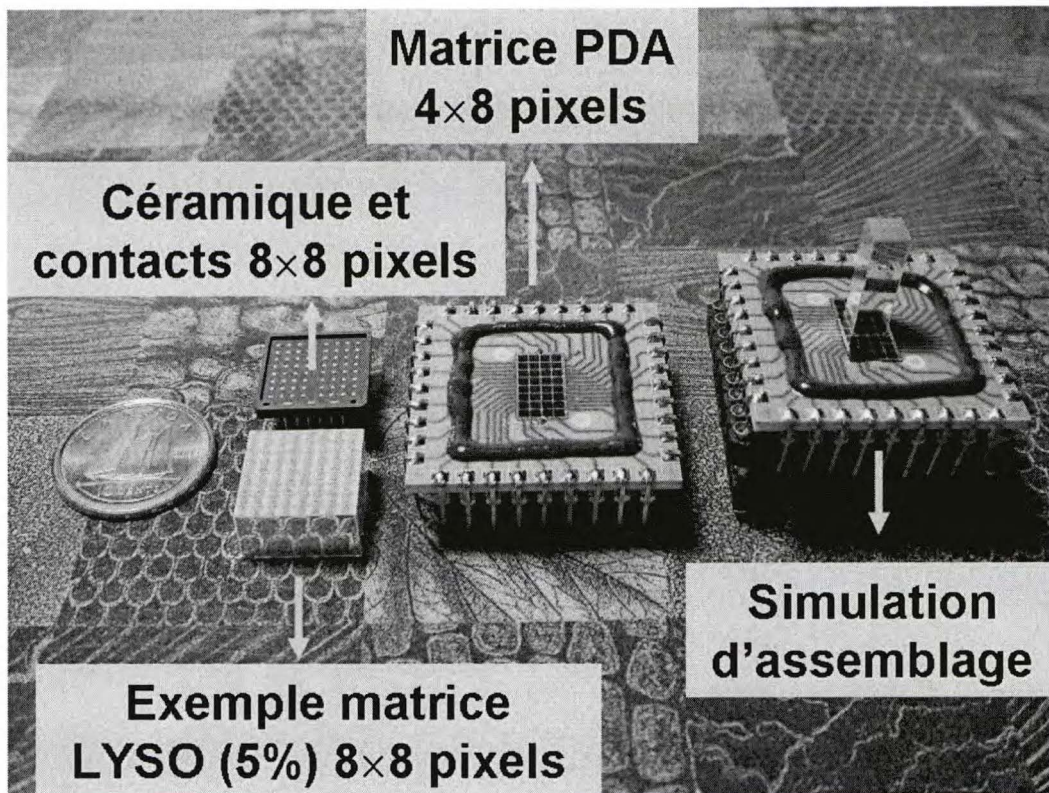 Matrice PDA
4×8 pixels
Céramique et
contacts 8×8 pixels
Simulation
d'assemblage
Exemple matrice
LYSO (5%) 8×8 pixels